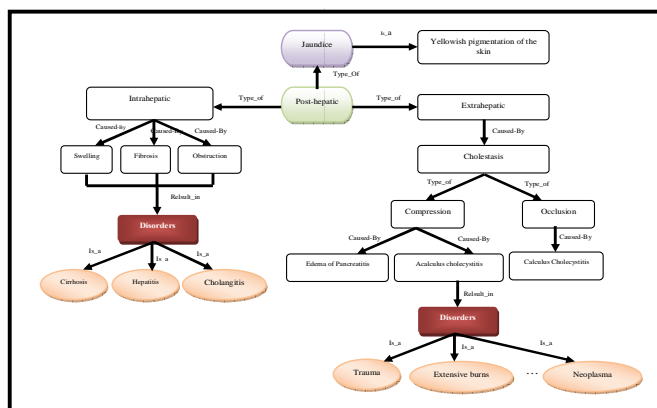 is_a
Jaundice
Yellowish pigmentation of the
skin
Type_Of
Type_of
Post-hepatic
Type_of
Intrahepatic
Extrahepatic
Caused-By
Caused-By
Caused-By
Caused-By
Swelling
Fibrosis
Obstruction
Cholestasis
Type_of
Type_of
Relsult_in
Compression
Occlusion
Disorders
Caused-By
Caused-By
Caused-By
Is_a
Is_a
Is_a
Edema of Pancreatitis
Acalculus cholecystitis
Calculus Cholecystitis
Cirrhosis
Hepatitis
Cholangitis
Relsult_in
Disorders
Is_a
Is_a
Is_a
Trauma
Extensive burns
...
Neoplasma